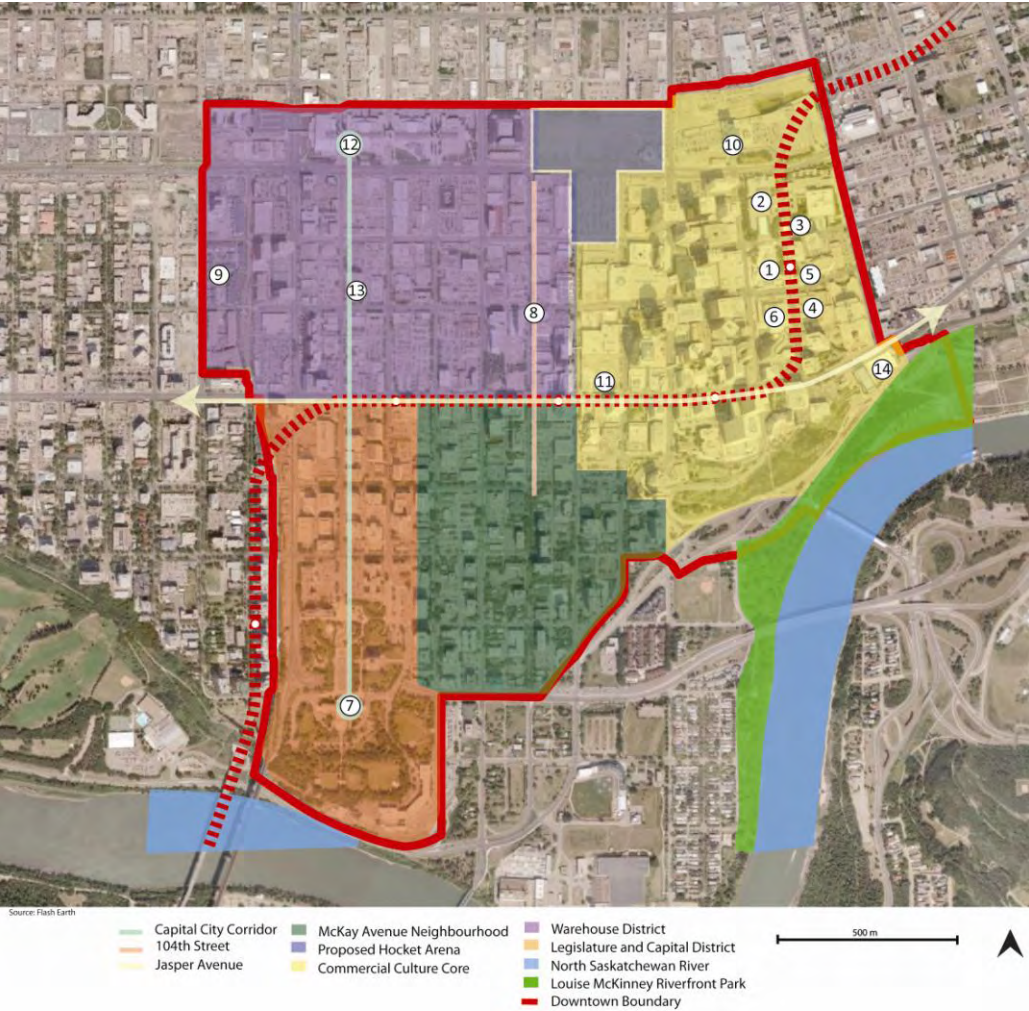 12
10
2
3
9
1
5
13
8
6
4
11
14
7
Source: Flash Earth
Capital City Corridor
104th Street
Jasper Avenue
McKay Avenue Neighbourhood
Proposed Hocket Arena
Commercial Culture Core
Warehouse District
Legislature and Capital District
North Saskatchewan River
Louise McKinney Riverfront Park
Downtown Boundary
500 m